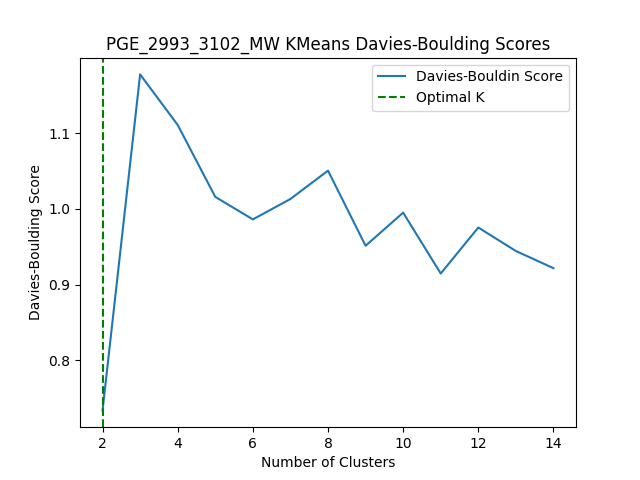 PGE_2993_3102_MW KMeans Davies-Boulding Scores
Davies-Bouldin Score
Optimal K
Davies-Boulding Score
1.1
1.0
0.9
0.8
2 4 6 8 10 12 14
Number of Clusters